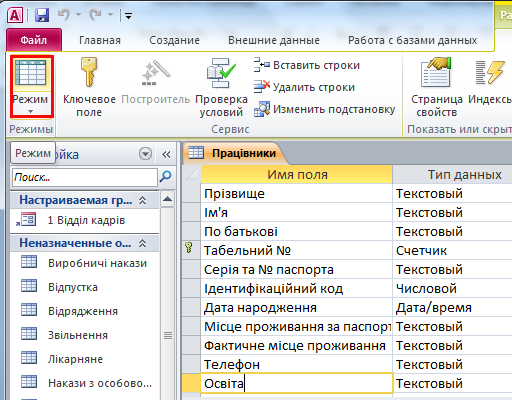 Ра
Файл Главная Создание Внешние данные Работа с базами данных
Режим
Ключевое поле
Построитель
Проверка условий
Вставить строки
Удалить строки
Изменить подстановку
Страница свойств
Индексы
Режимы Сервис Показать или скрыт
Режим
йка
Працівники
Поиск...
Имя поля Тип данных
Настраиваемая гр...
1 Відділ кадрів
Неназначенные о...
Виробничі накази
Відпустка
Відрядження
Звільнення
Лікарняне
Накази з особово...
Прізвище Текстовый
Ім'я Текстовый
По батькові Текстовый
Табельний № Счетчик
Серія та № паспорта Текстовый
Ідентифікаційний код Числовой
Дата народження Дата/время
Місце проживання за паспорт Текстовый
Фактичне місце проживання Текстовый
Телефон Текстовый
Освіта Текстовый